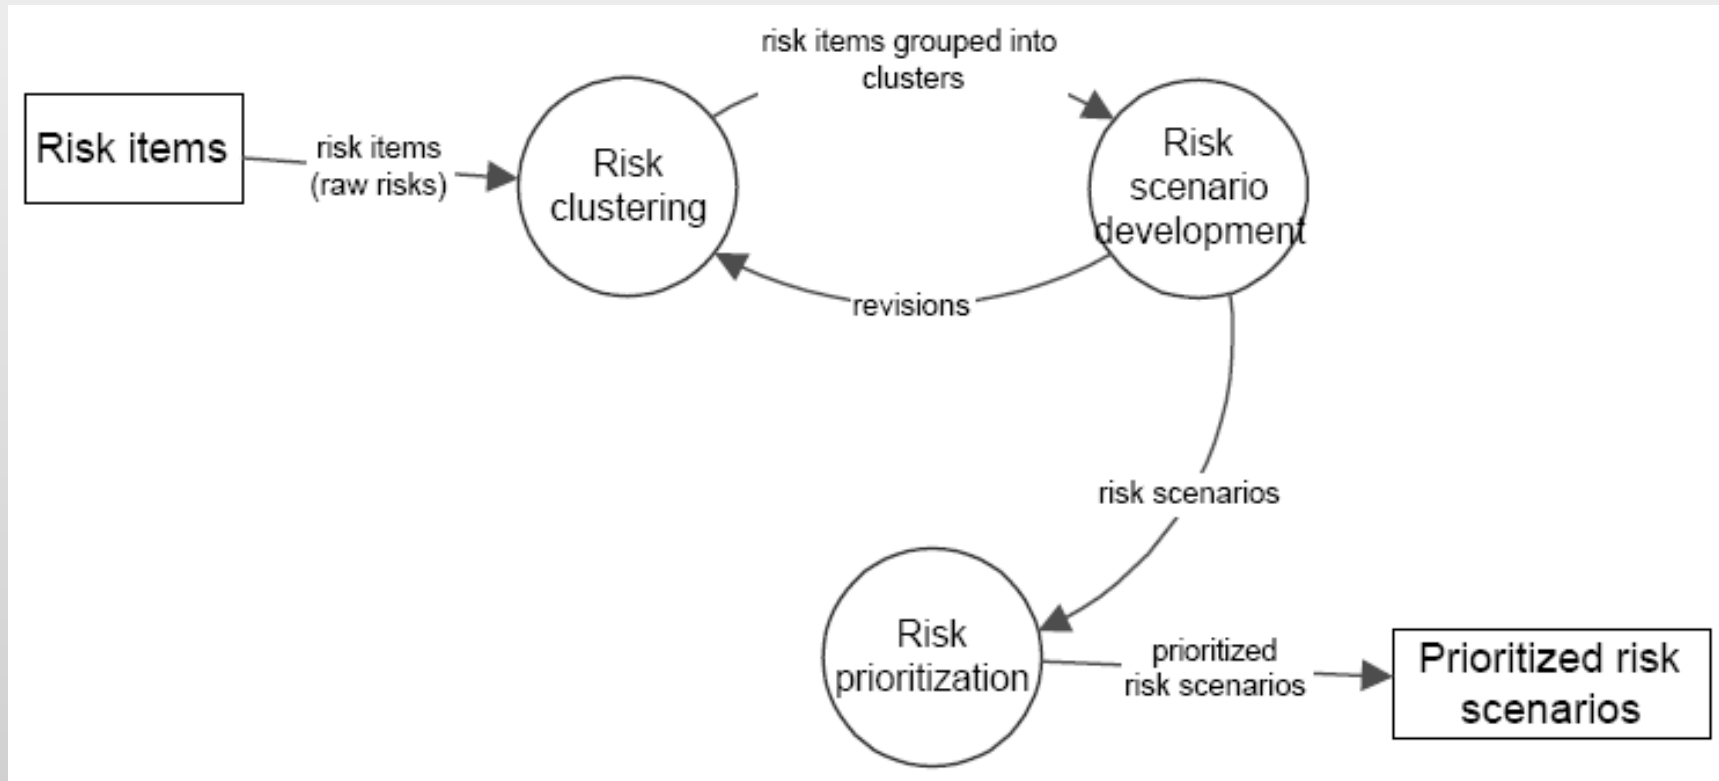 risk items grouped into
clusters
Risk items
risk items
(raw risks)
Risk
clustering
Risk
scenario
development
revisions
risk scenarios
Risk
prioritization
prioritized
risk scenarios
Prioritized risk
scenarios